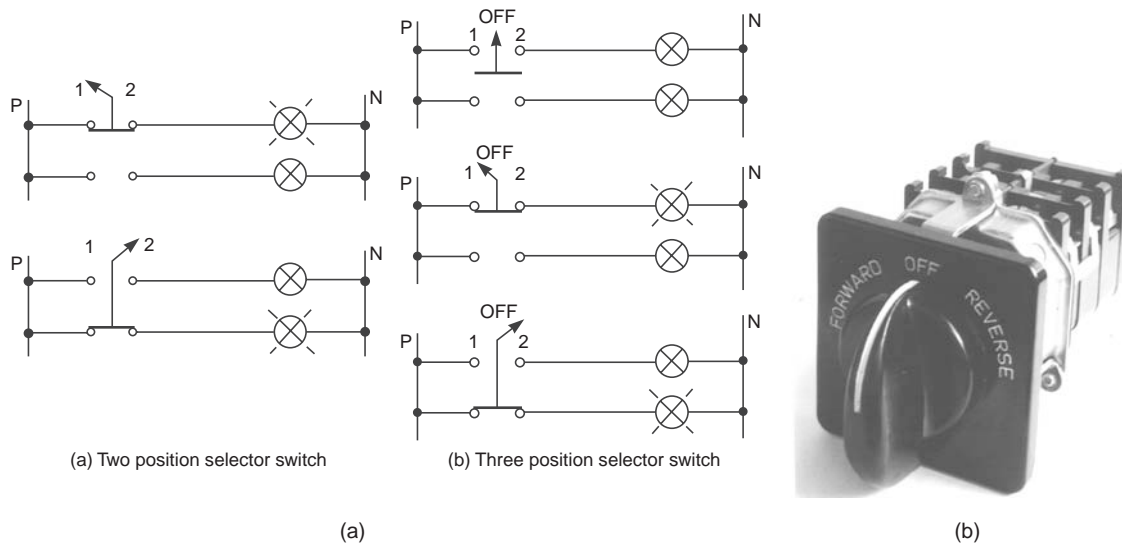 P
1 2
N
P
1 2
N
(a) Two position selector switch
P
OFF
1 2
N
P
OFF
1 2
N
P
OFF
1 2
N
(b) Three position selector switch
FORWARD OFF REVERSE
(a)
(b)